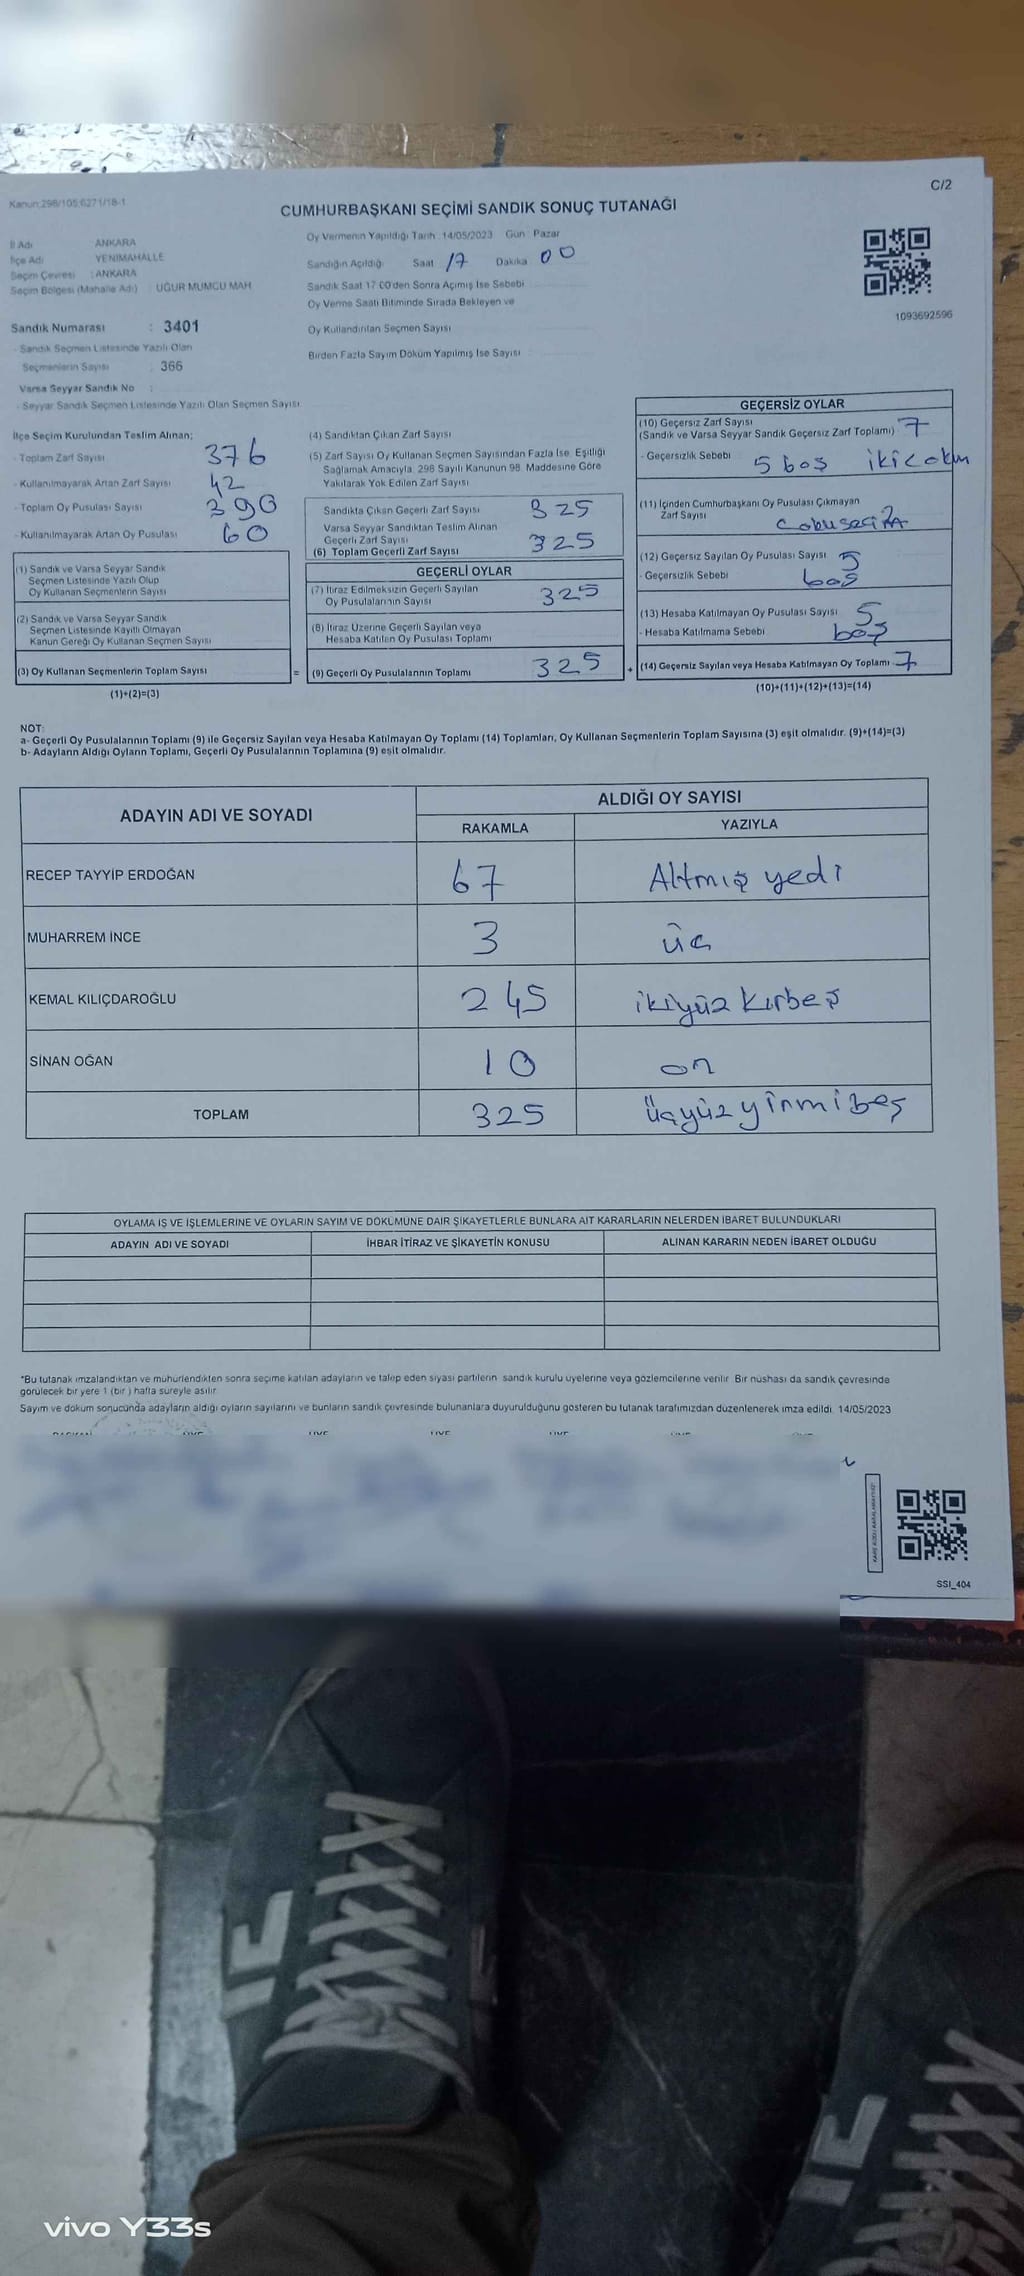 C/2
Kanun:298/105;6271/18-1
CUMHURBAŞKANI SEÇİMİ SANDIK SONUÇ TUTANAĞI
İl Adı ANKARA
İlçe Adı YENİMAHALLE
Seçim Çevresi : ANKARA
Seçim Bölgesi (Mahalle Adı) : UĞUR MUMCU MAH
Sandık Numarası : 3401
- Sandık Seçmen Listesinde Yazılı Olan
Seçmenlerin Sayısı : 366
Varsa Seyyar Sandık No :
- Seyyar Sandık Seçmen Listesinde Yazılı Olan Seçmen Sayısı
Oy Vermenin Yapıldığı Tarih :14/05/2023 Gün : Pazar
Sandığın Açıldığı Saat 17 Dakika 00
Sandık Saat 17:00'den Sonra Açılmış İse Sebebi
Oy Verme Saati Bitiminde Sırada Bekleyen ve
Oy Kullandırılan Seçmen Sayısı
Birden Fazla Sayım Döküm Yapılmış İse Sayısı
1093692596
İlçe Seçim Kurulundan Teslim Alınan;
- Toplam Zarf Sayısı 376
- Kullanılmayarak Artan Zarf Sayısı 42
- Toplam Oy Pusulası Sayısı 390
- Kullanılmayarak Artan Oy Pusulası 60
(1) Sandık ve Varsa Seyyar Sandık
Seçmen Listesinde Yazılı Olup
Oy Kullanan Seçmenlerin Sayısı
(2) Sandık ve Varsa Seyyar Sandık
Seçmen Listesinde Kayıtlı Olmayan
Kanun Gereği Oy Kullanan Seçmen Sayısı
(3) Oy Kullanan Seçmenlerin Toplam Sayısı
(1)+(2)=(3)
(4) Sandıktan Çıkan Zarf Sayısı
(5) Zarf Sayısı Oy Kullanan Seçmen Sayısından Fazla İse, Eşitliği
Sağlamak Amacıyla, 298 Sayılı Kanunun 98. Maddesine Göre
Yakılarak Yok Edilen Zarf Sayısı
Sandıkta Çıkan Geçerli Zarf Sayısı 325
Varsa Seyyar Sandıktan Teslim Alınan
Geçerli Zarf Sayısı
(6) Toplam Geçerli Zarf Sayısı 325
GEÇERLİ OYLAR
(7) İtiraz Edilmeksizin Geçerli Sayılan
Oy Pusulalarının Sayısı 325
(8) İtiraz Üzerine Geçerli Sayılan veya
Hesaba Katılan Oy Pusulası Toplamı
= (9) Geçerli Oy Pusulalarının Toplamı 325 +
GEÇERSİZ OYLAR
(10) Geçersiz Zarf Sayısı 7
(Sandık ve Varsa Seyyar Sandık Geçersiz Zarf Toplamı)
- Geçersizlik Sebebi 5 boş
(11) İçinden Cumhurbaşkanı Oy Pusulası Çıkmayan
Zarf Sayısı
(12) Geçersiz Sayılan Oy Pusulası Sayısı 5
- Geçersizlik Sebebi boş
(13) Hesaba Katılmayan Oy Pusulası Sayısı 5
- Hesaba Katılmama Sebebi boş
(14) Geçersiz Sayılan veya Hesaba Katılmayan Oy Toplamı 7
(10)+(11)+(12)+(13)=(14)
NOT:
a- Geçerli Oy Pusulalarının Toplamı (9) ile Geçersiz Sayılan veya Hesaba Katılmayan Oy Toplamı (14) Toplamları, Oy Kullanan Seçmenlerin Toplam Sayısına (3) eşit olmalıdır. (9)+(14)=(3)
b- Adayların Aldığı Oyların Toplamı, Geçerli Oy Pusulalarının Toplamına (9) eşit olmalıdır.
ADAYIN ADI VE SOYADI ALDIĞI OY SAYISI
RAKAMLA YAZIYLA
RECEP TAYYİP ERDOĞAN 67 Altmış yedi
MUHARREM İNCE 3 üç
KEMAL KILIÇDAROĞLU 245 ikiyüz kırbeş
SİNAN OĞAN 10 on
TOPLAM 325 üçyüz yirmi beş
OYLAMA İŞ VE İŞLEMLERİNE VE OYLARIN SAYIM VE DÖKÜMÜNE DAİR ŞİKAYETLERLE BUNLARA AİT KARARLARIN NELERDEN İBARET BULUNDUKLARI
ADAYIN ADI VE SOYADI İHBAR İTİRAZ VE ŞİKAYETİN KONUSU ALINAN KARARIN NEDEN İBARET OLDUĞU
*Bu tutanak imzalandıktan ve mühürlendikten sonra seçime katılan adayların ve talep eden siyasi partilerin sandık kurulu üyelerine veya gözlemcilerine verilir. Bir nüshası da sandık çevresinde
görülecek bir yere 1 (bir ) hafta süreyle asılır.
Sayım ve döküm sonucunda adayların aldığı oyların sayılarını ve bunların sandık çevresinde bulunanlara duyurulduğunu gösteren bu tutanak tarafımızdan düzenlenerek imza edildi. 14/05/2023
SSI_404
vivo Y33s